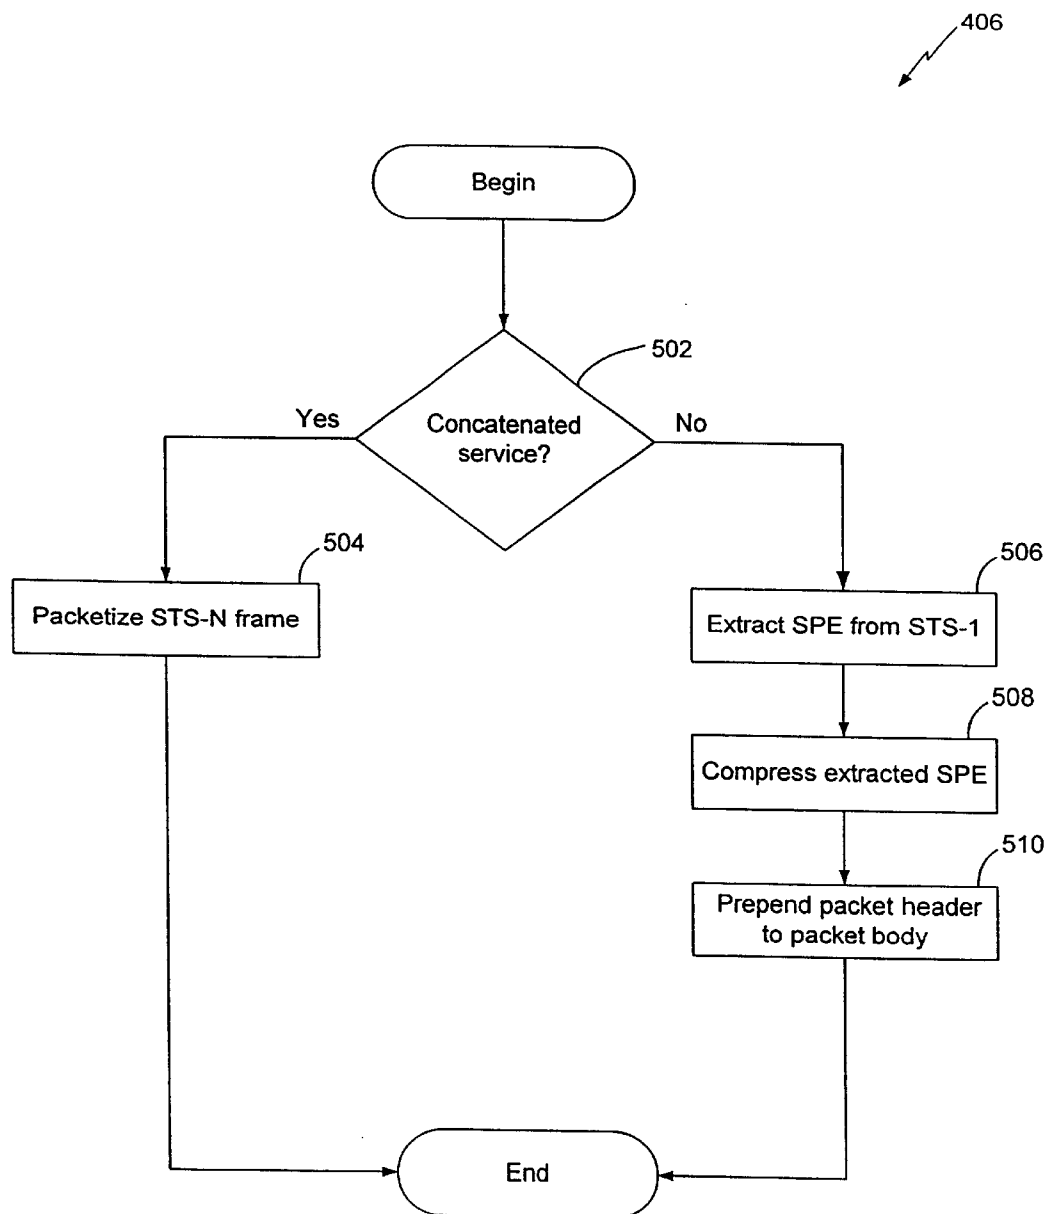 406
Begin
502
Yes
Concatenated
service?
No
504
Packetize STS-N frame
506
Extract SPE from STS-1
508
Compress extracted SPE
510
Prepend packet header
to packet body
End